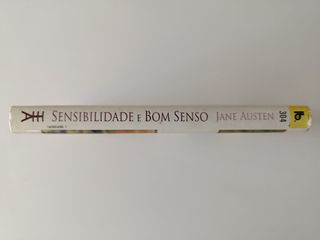 SENSIBILIDADE E BOM SENSO JANE AUSTEN
304
b.